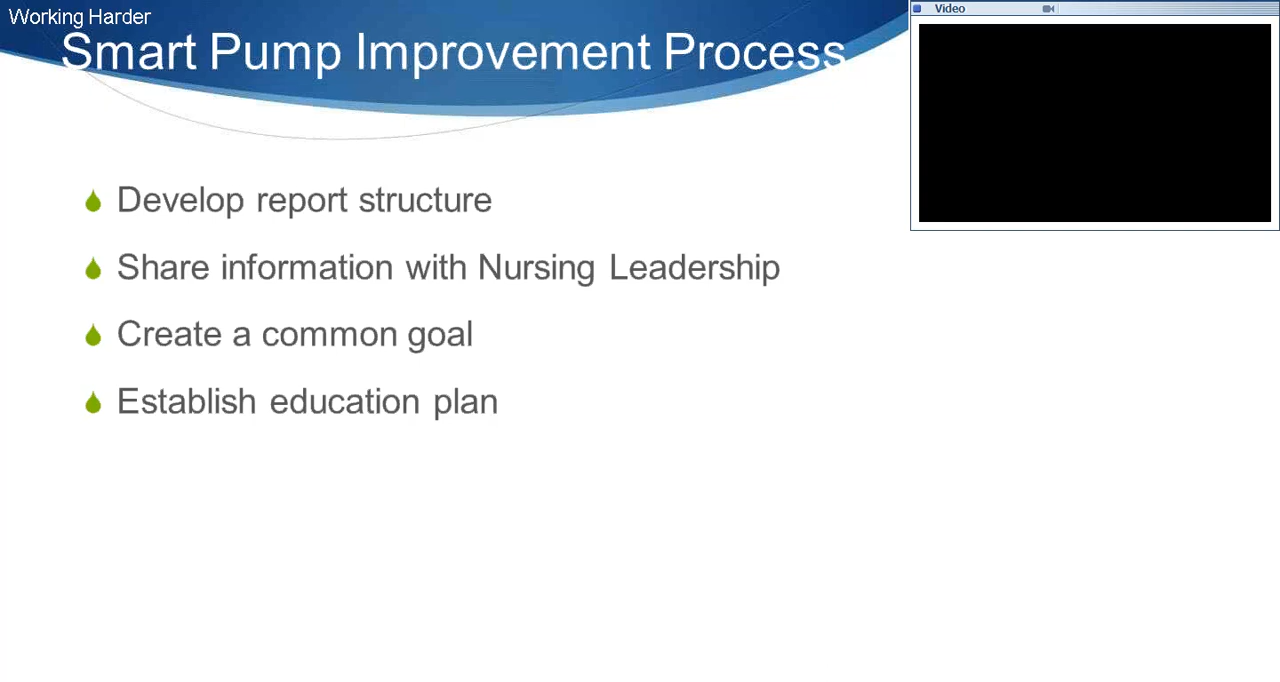 Working Harder
Smart Pump Improvement Process
Video
Develop report structure
Share information with Nursing Leadership
Create a common goal
Establish education plan